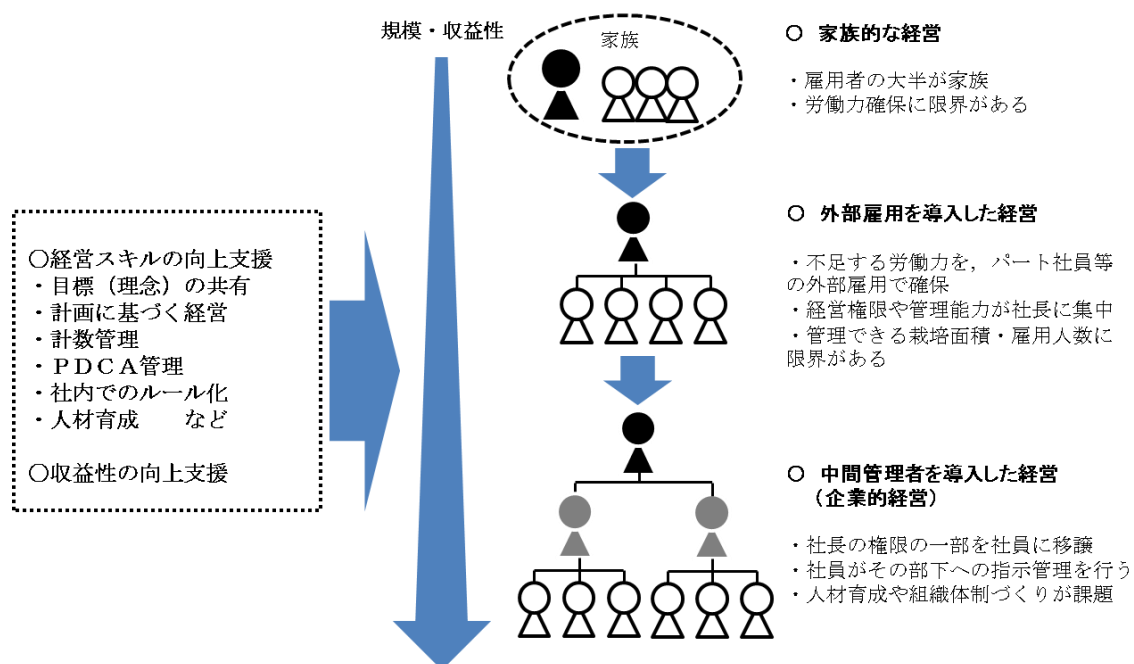 規模・収益性
家族
○ 家族的な経営
・雇用者の大半が家族
・労働力確保に限界がある
○ 外部雇用を導入した経営
・不足する労働力を，パート社員等
の外部雇用で確保
・経営権限や管理能力が社長に集中
・管理できる栽培面積・雇用人数に
限界がある
○経営スキルの向上支援
・目標（理念）の共有
・計画に基づく経営
・計数管理
・ＰＤＣＡ管理
・社内でのルール化
・人材育成　　など
○収益性の向上支援
○ 中間管理者を導入した経営
（企業的経営）
・社長の権限の一部を社員に移譲
・社員がその部下への指示管理を行う
・人材育成や組織体制づくりが課題